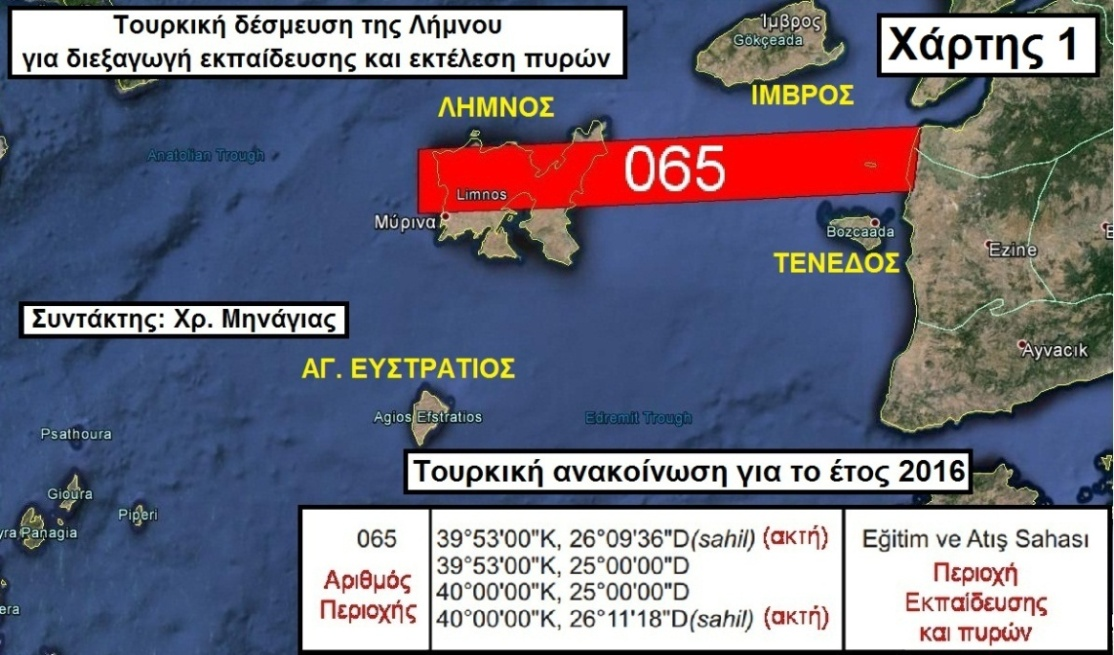 Τουρκική δέσμευση της Λήμνου
για διεξαγωγή εκπαίδευσης και εκτέλεση πυρών
Χάρτης 1
Ίμβρος
Gökçeada
ΙΜΒΡΟΣ
ΛΗΜΝΟΣ
Anatolian Trough
065
Limnos
Μύρινα
Bozcaada
ΤΕΝΕΔΟΣ
Ezine
Συντάκτης: Χρ. Μηνάγιας
Ayvacık
ΑΓ. ΕΥΣΤΡΑΤΙΟΣ
Agios Efstratios
Edremit Trough
Psathoura
Gioura
Piperi
yra Panagia
Τουρκική ανακοίνωση για το έτος 2016
065
Αριθμός
Περιοχής
39°53'00"K, 26°09'36"D(sahil) (ακτή)
39°53'00"K, 25°00'00"D
40°00'00"K, 25°00'00"D
40°00'00"K, 26°11'18"D(sahil) (ακτή)
Eğitim ve Atış Sahası
Περιοχή
Εκπαίδευσης
και πυρών
era